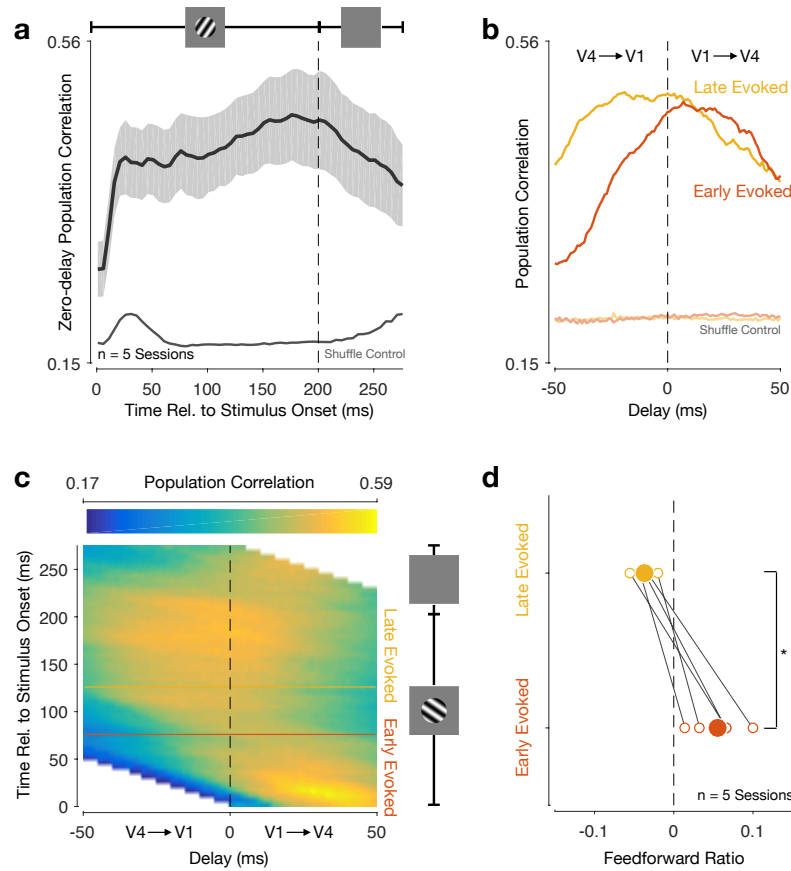 a
0.56
Zero-delay Population Correlation
0.15
n = 5 Sessions
Shuffle Control
0
50
100
150
200
250
Time Rel. to Stimulus Onset (ms)
b
0.56
V4 → V1
V1 → V4
Late Evoked
Early Evoked
Population Correlation
Shuffle Control
0.15
-50
0
50
Delay (ms)
c
0.17
Population Correlation
0.59
Time Rel. to Stimulus Onset (ms)
250
200
150
100
50
0
Late Evoked
Early Evoked
-50
V4 → V1
0
V1 → V4
50
Delay (ms)
d
Late Evoked
Early Evoked
*
n = 5 Sessions
-0.1
0
0.1
Feedforward Ratio